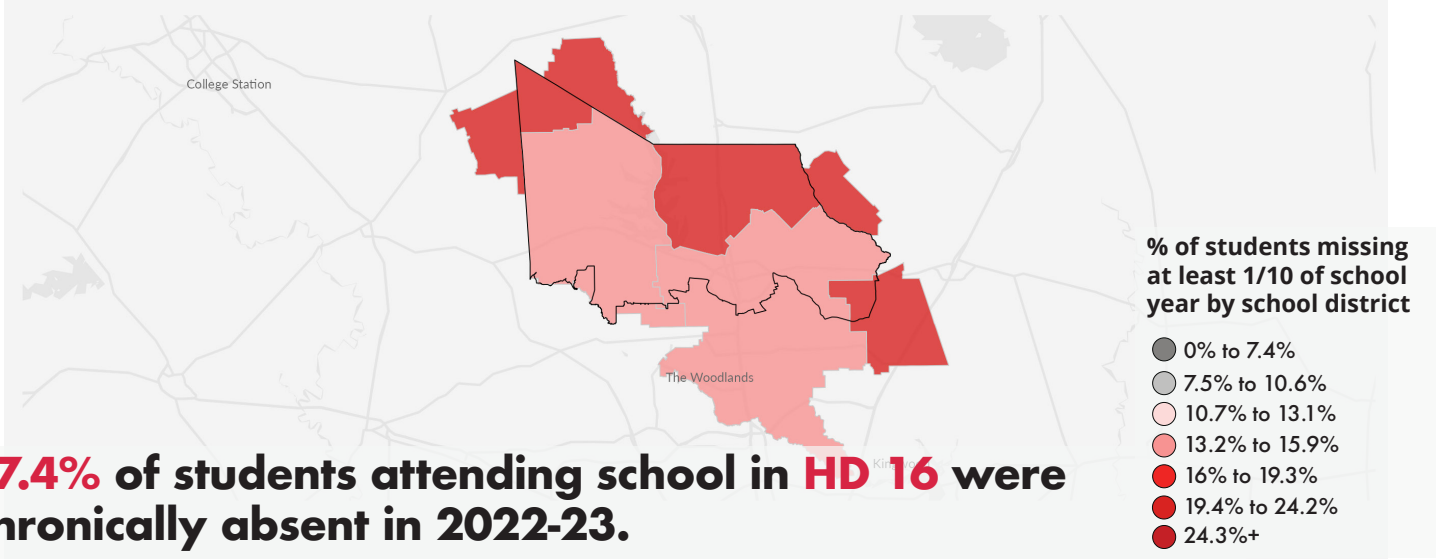 College Station
% of students missing
at least 1/10 of school
year by school district
0% to 7.4%
7.5% to 10.6%
10.7% to 13.1%
13.2% to 15.9%
16% to 19.3%
19.4% to 24.2%
24.3%+
The Woodlands
7.4% of students attending school in HD 16 were
hronically absent in 2022-23.